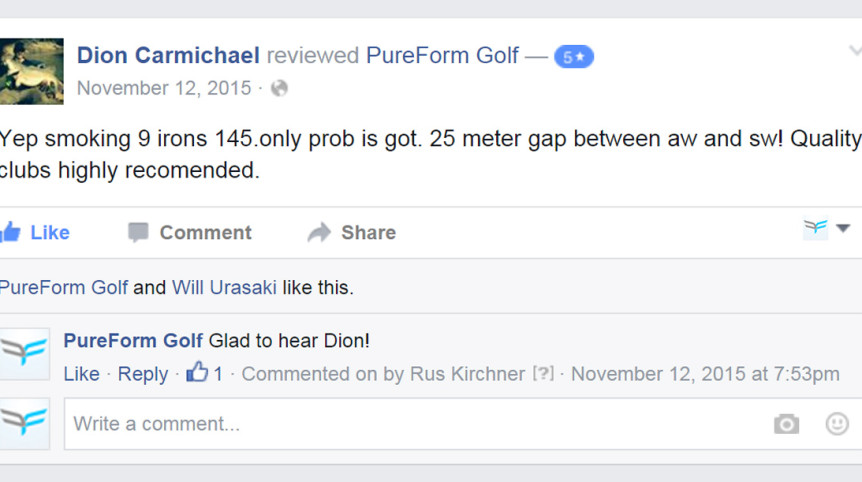 Dion Carmichael reviewed PureForm Golf — 5★
November 12, 2015 ·
Yep smoking 9 irons 145.only prob is got. 25 meter gap between aw and sw! Quality
clubs highly recomended.
Like Comment Share
PureForm Golf and Will Urasaki like this.
PureForm Golf Glad to hear Dion!
Like · Reply · 1 · Commented on by Rus Kirchner [?] · November 12, 2015 at 7:53pm
Write a comment...